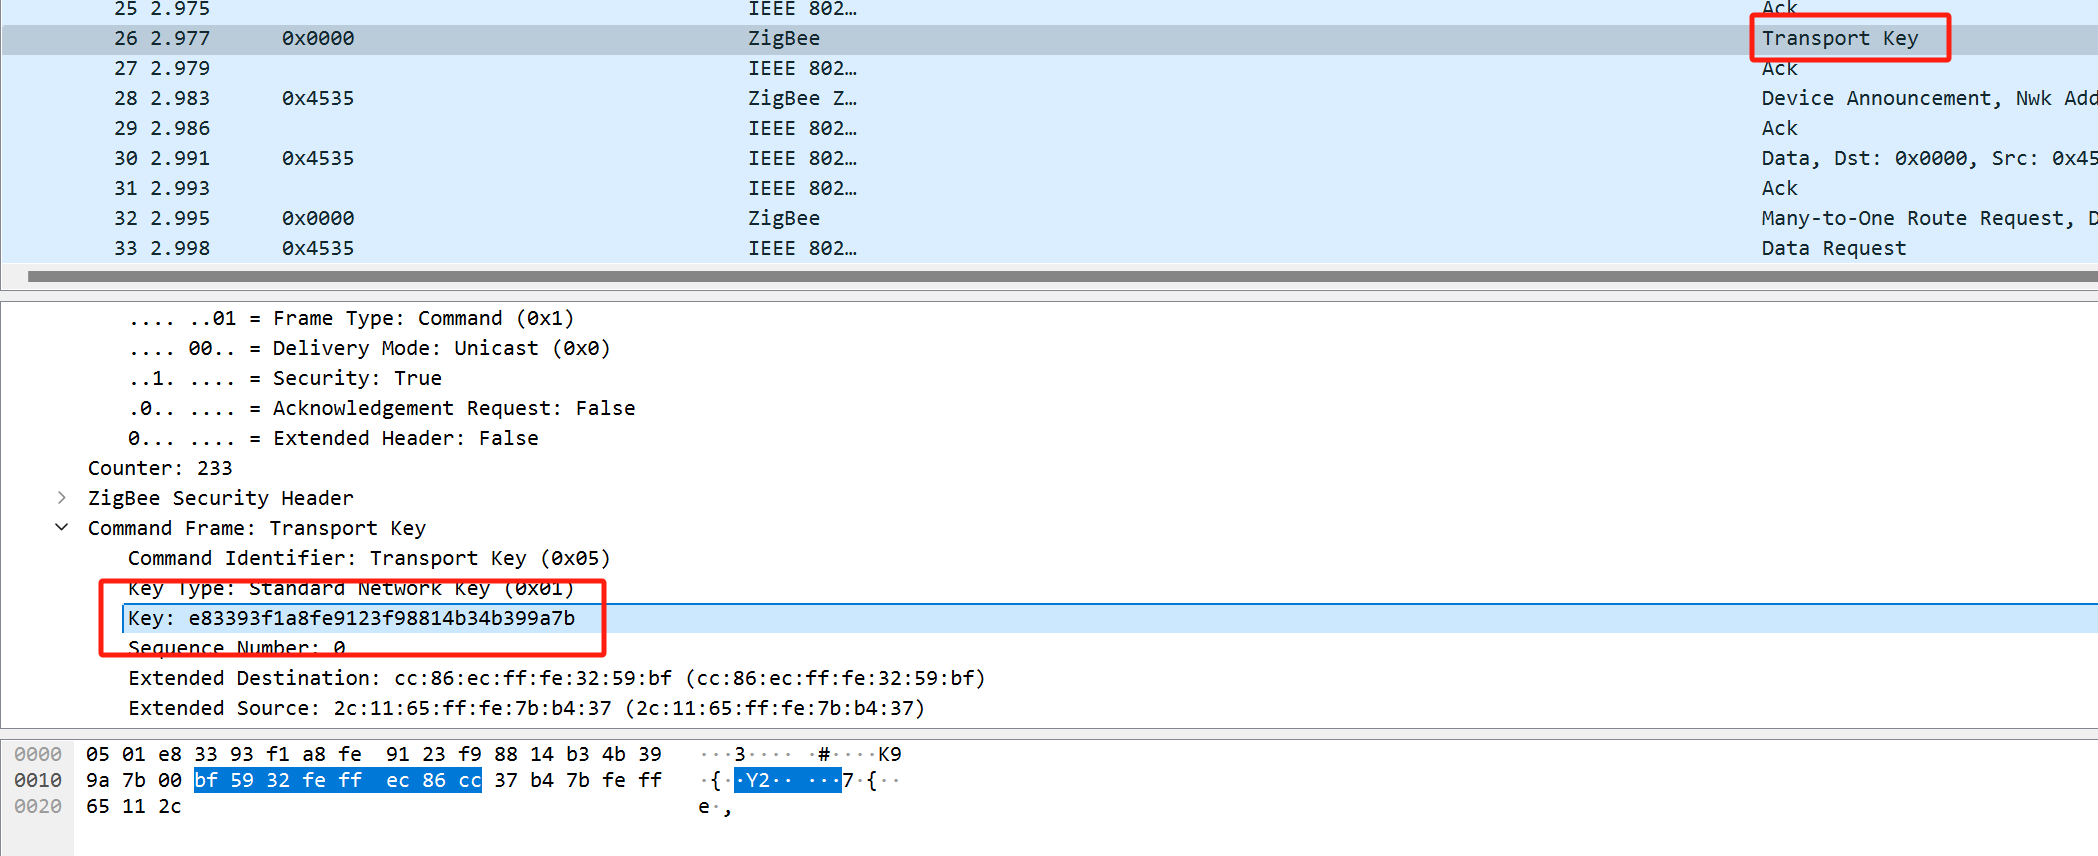 25 2.975 IEEE 802… Ack
26 2.977 0x0000 ZigBee Transport Key
27 2.979 IEEE 802… Ack
28 2.983 0x4535 ZigBee Z… Device Announcement, Nwk Add
29 2.986 IEEE 802… Ack
30 2.991 0x4535 IEEE 802… Data, Dst: 0x0000, Src: 0x45
31 2.993 IEEE 802… Ack
32 2.995 0x0000 ZigBee Many-to-One Route Request, D
33 2.998 0x4535 IEEE 802… Data Request
.... ..01 = Frame Type: Command (0x1)
.... 00.. = Delivery Mode: Unicast (0x0)
..1. .... = Security: True
.0.. .... = Acknowledgement Request: False
0... .... = Extended Header: False
Counter: 233
ZigBee Security Header
Command Frame: Transport Key
Command Identifier: Transport Key (0x05)
Key Type: Standard Network Key (0x01)
Key: e83393f1a8fe9123f98814b34b399a7b
Sequence Number: 0
Extended Destination: cc:86:ec:ff:fe:32:59:bf (cc:86:ec:ff:fe:32:59:bf)
Extended Source: 2c:11:65:ff:fe:7b:b4:37 (2c:11:65:ff:fe:7b:b4:37)
0000 05 01 e8 33 93 f1 a8 fe 91 23 f9 88 14 b3 4b 39 ···3···· ·#····K9
0010 9a 7b 00 bf 59 32 fe ff ec 86 cc 37 b4 7b fe ff ·{··Y2·· ···7·{··
0020 65 11 2c e·,